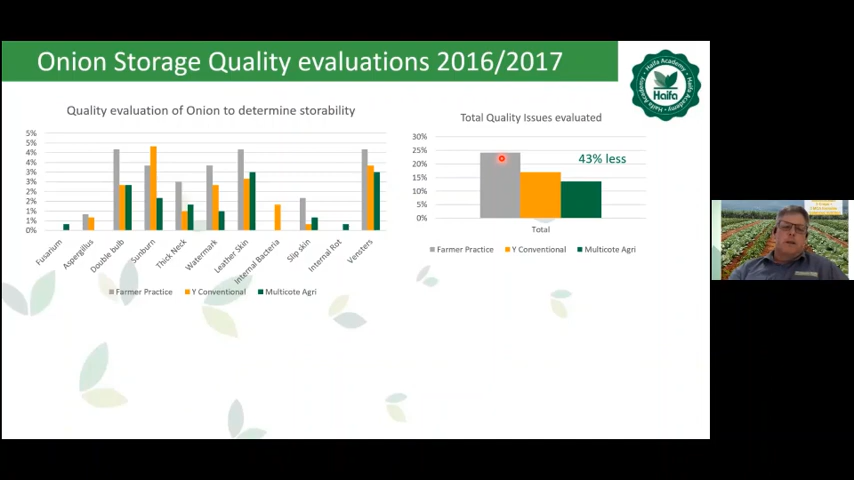 Onion Storage Quality evaluations 2016/2017
Haifa Academy
Haifa
Haifa Academy
Quality evaluation of Onion to determine storability
5%
5%
4%
4%
3%
3%
2%
2%
1%
1%
0%
Fusarium
Aspergillus
Double bulb
Sunburn
Thick Neck
Watermark
Leather Skin
Internal Bacteria
Slip skin
Internal Rot
Vensters
Farmer Practice
Y Conventional
Multicote Agri
Total Quality Issues evaluated
30%
25%
20%
15%
10%
5%
0%
43% less
Total
Farmer Practice
Y Conventional
Multicote Agri